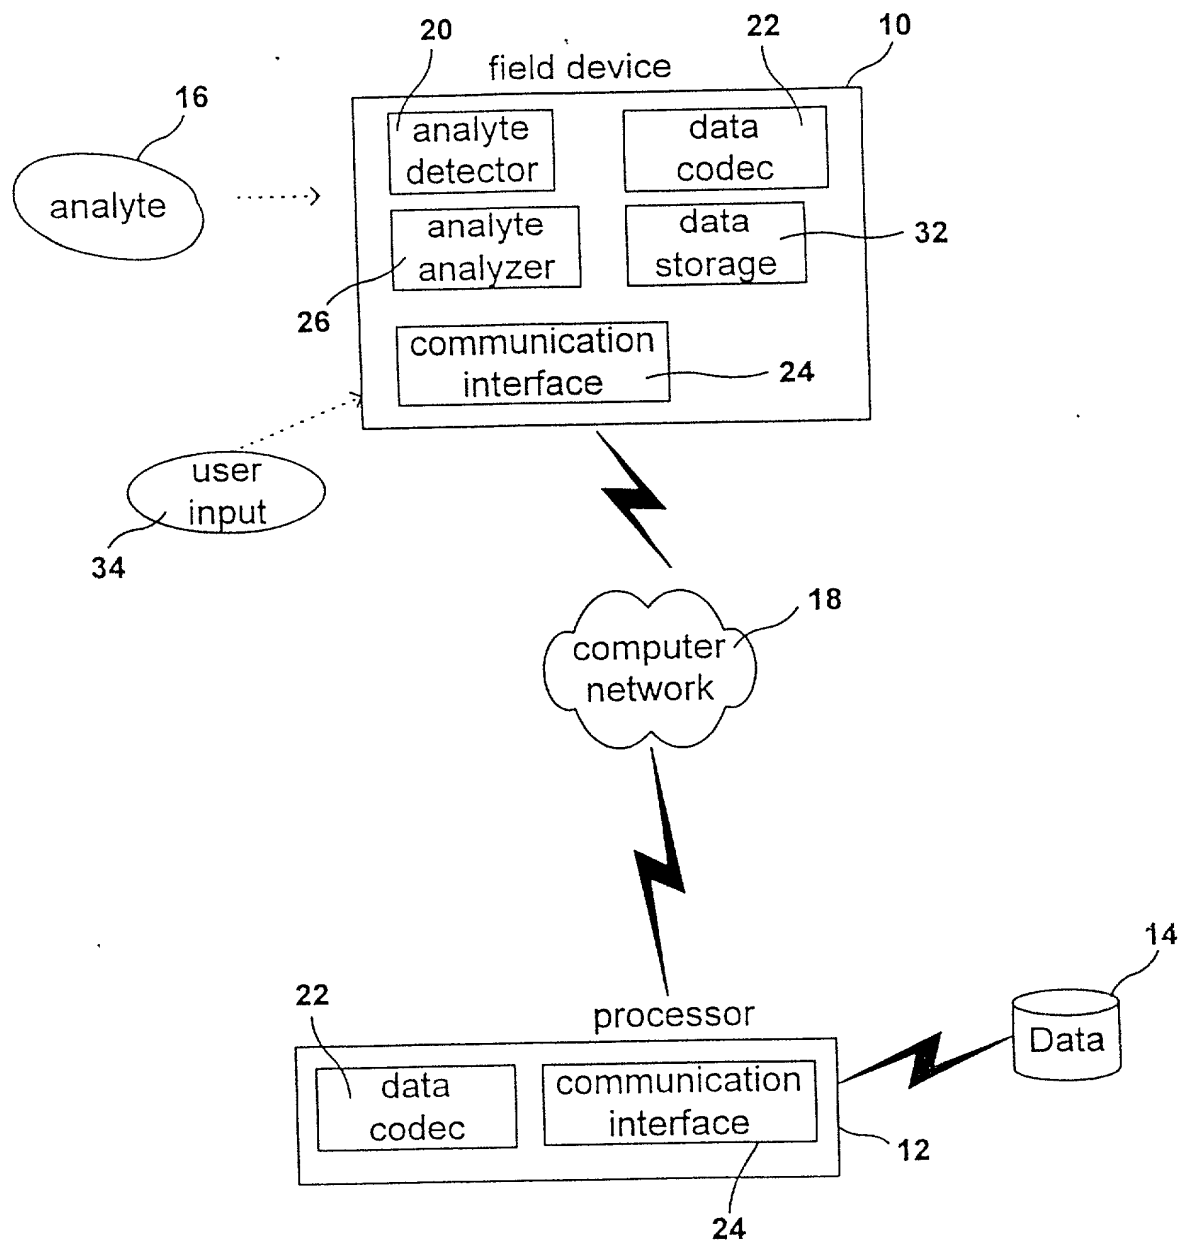 20
22
10
field device
16
analyte
detector
data
codec
analyte
analyte
analyzer
data
storage
32
26
communication
interface
24
user
input
34
18
computer
network
14
Data
22
processor
data
codec
communication
interface
12
24